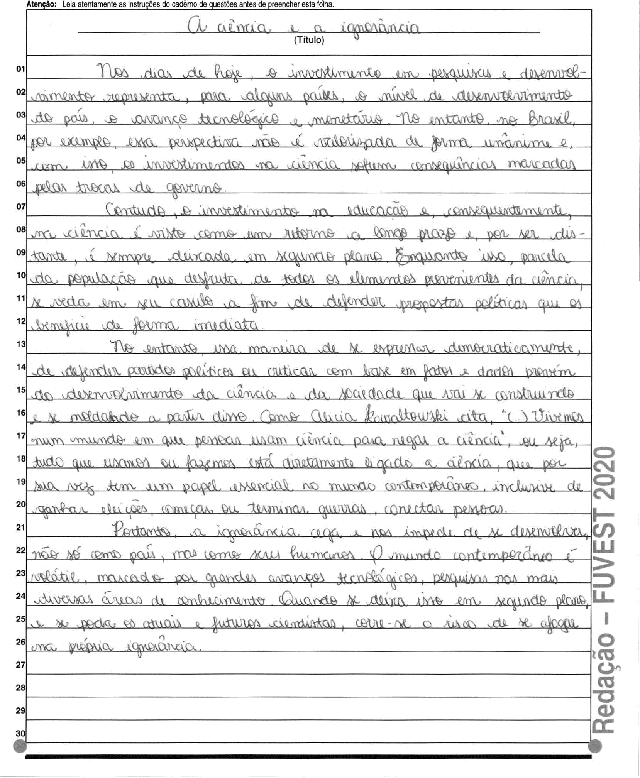 Atenção: Leia atentamente as instruções do caderno de questões antes de preencher esta folha.
A ciência e a ignorância
(Título)
01 Nos dias de hoje, o investimento em pesquisas e desenvol-
02 vimento representa, para alguns países, o nível de desenvolvimento
03 do país, o avanço tecnológico e monetário. No entanto, no Brasil,
04 por exemplo, essa perspectiva não é valorizada de forma unânime e,
05 com isso, os investimentos na ciência sofrem consequências marcadas
06 pelas trocas de governo.
07 Contudo, o investimento na educação e, consequentemente,
08 na ciência é visto como um retorno a longo prazo e, por ser dis-
09 tante, é sempre deixada em segundo plano. Enquanto isso, parcela
10 da população que desfruta de todos os elementos provenientes da ciência,
11 se veda em seu casulo a fim de defender propostas políticas que os
12 beneficie de forma imediata.
13 No entanto, essa maneira de se expressar democraticamente,
14 de defender partidos políticos ou criticar com base em fatos e dados provém
15 do desenvolvimento da ciência e da sociedade que vai se construindo
16 e se moldando a partir disso. Como Alicia Kowaltowski cita, "(...) Vivemos
17 num mundo em que pessoas usam ciência para negar a ciência", ou seja,
18 tudo que usamos ou fazemos está diretamente ligado a ciência, que por
19 sua vez tem um papel essencial no mundo contemporâneo, inclusive de
20 ganhar eleições, começar ou terminar guerras, conectar pessoas.
21 Portanto, a ignorância cega e nos impede de se desenvolver,
22 não só como país, mas como seres humanos. O mundo contemporâneo é
23 volátil, marcado por grandes avanços tecnológicos, pesquisas nas mais
24 diversas áreas de conhecimento. Quando se deixa isso em segundo plano,
25 e se poda os atuais e futuros cientistas, corre-se o risco de se afogar
26 na própria ignorância.
27
28
29
30
Redação – FUVEST 2020